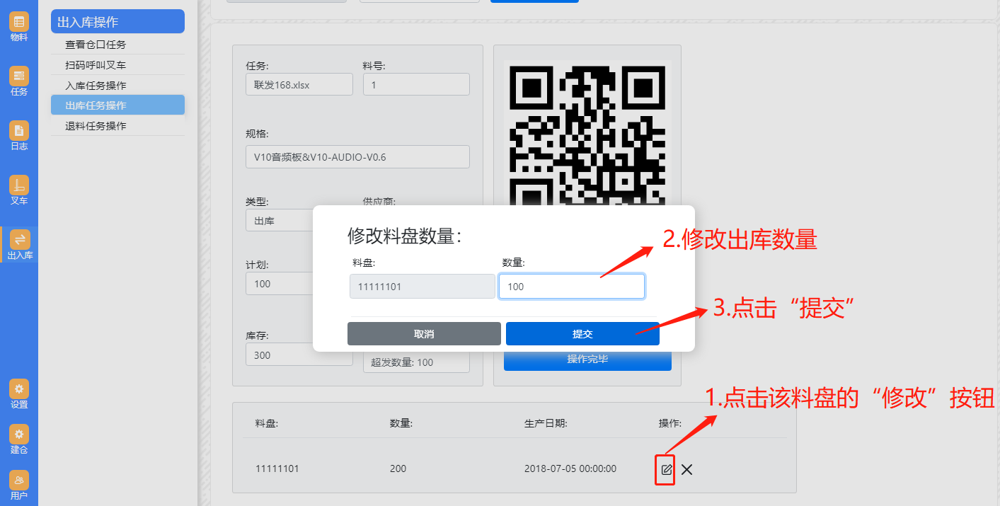 物料
任务
日志
叉车
出入库
设置
建仓
用户
出入库操作
查看仓口任务
扫码呼叫叉车
入库任务操作
出库任务操作
退料任务操作
任务:
料号:
联发168.xlsx
1
规格:
V10音频板&V10-AUDIO-V0.6
类型:
供应商:
出库
计划:
100
库存:
300
超发数量: 100
操作完毕
修改料盘数量：
料盘:
数量:
11111101
100
取消
提交
2.修改出库数量
3.点击“提交”
1.点击该料盘的“修改”按钮
料盘:
数量:
生产日期:
操作:
11111101
200
2018-07-05 00:00:00